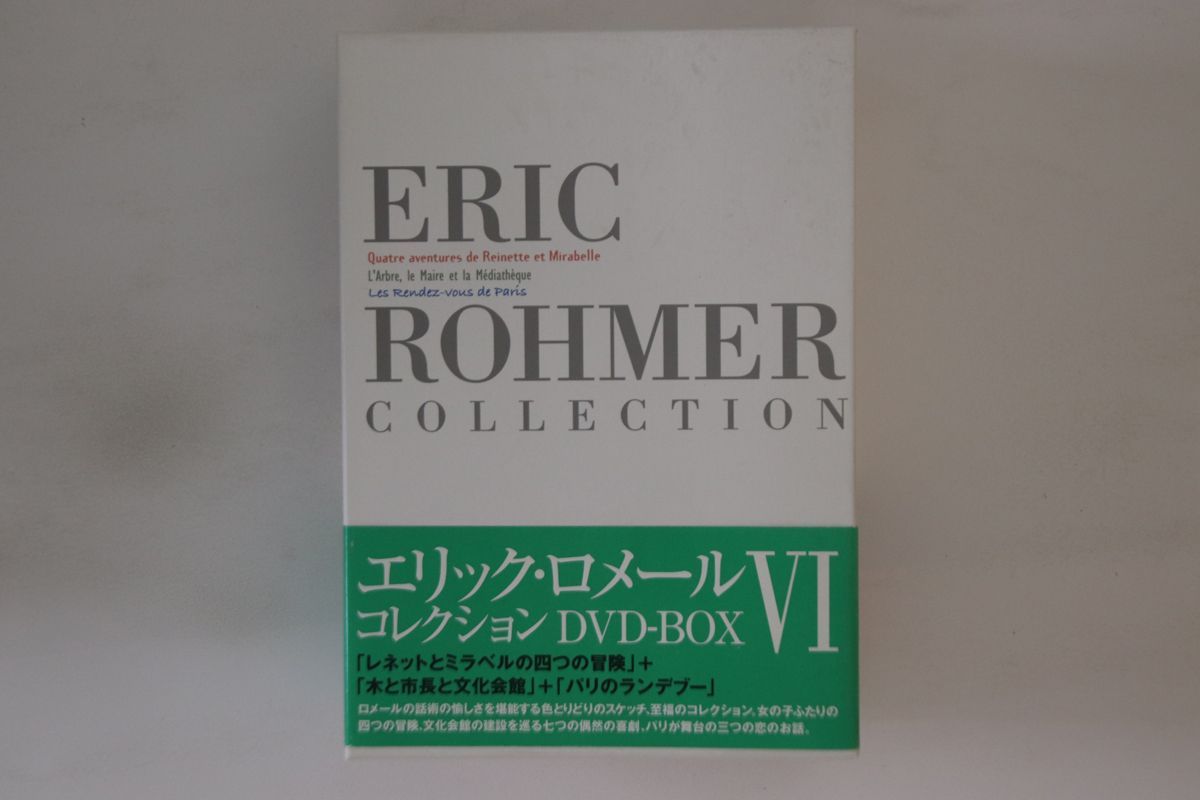 ERIC
Quatre aventures de Reinette et Mirabelle
L'Arbre, le Maire et la Médiathèque
Les Rendez-vous de Paris
ROHMER
COLLECTION
エリック・ロメール
コレクション DVD-BOX VI
「レネットとミラベルの四つの冒険」+
「木と市長と文化会館」+「パリのランデブー」
ロメールの話術の愉しさを堪能する色とりどりのスケッチ、至福のコレクション。女の子ふたりの
四つの冒険、文化会館の建設を巡る七つの偶然の喜劇、パリが舞台の三つの恋のお話。